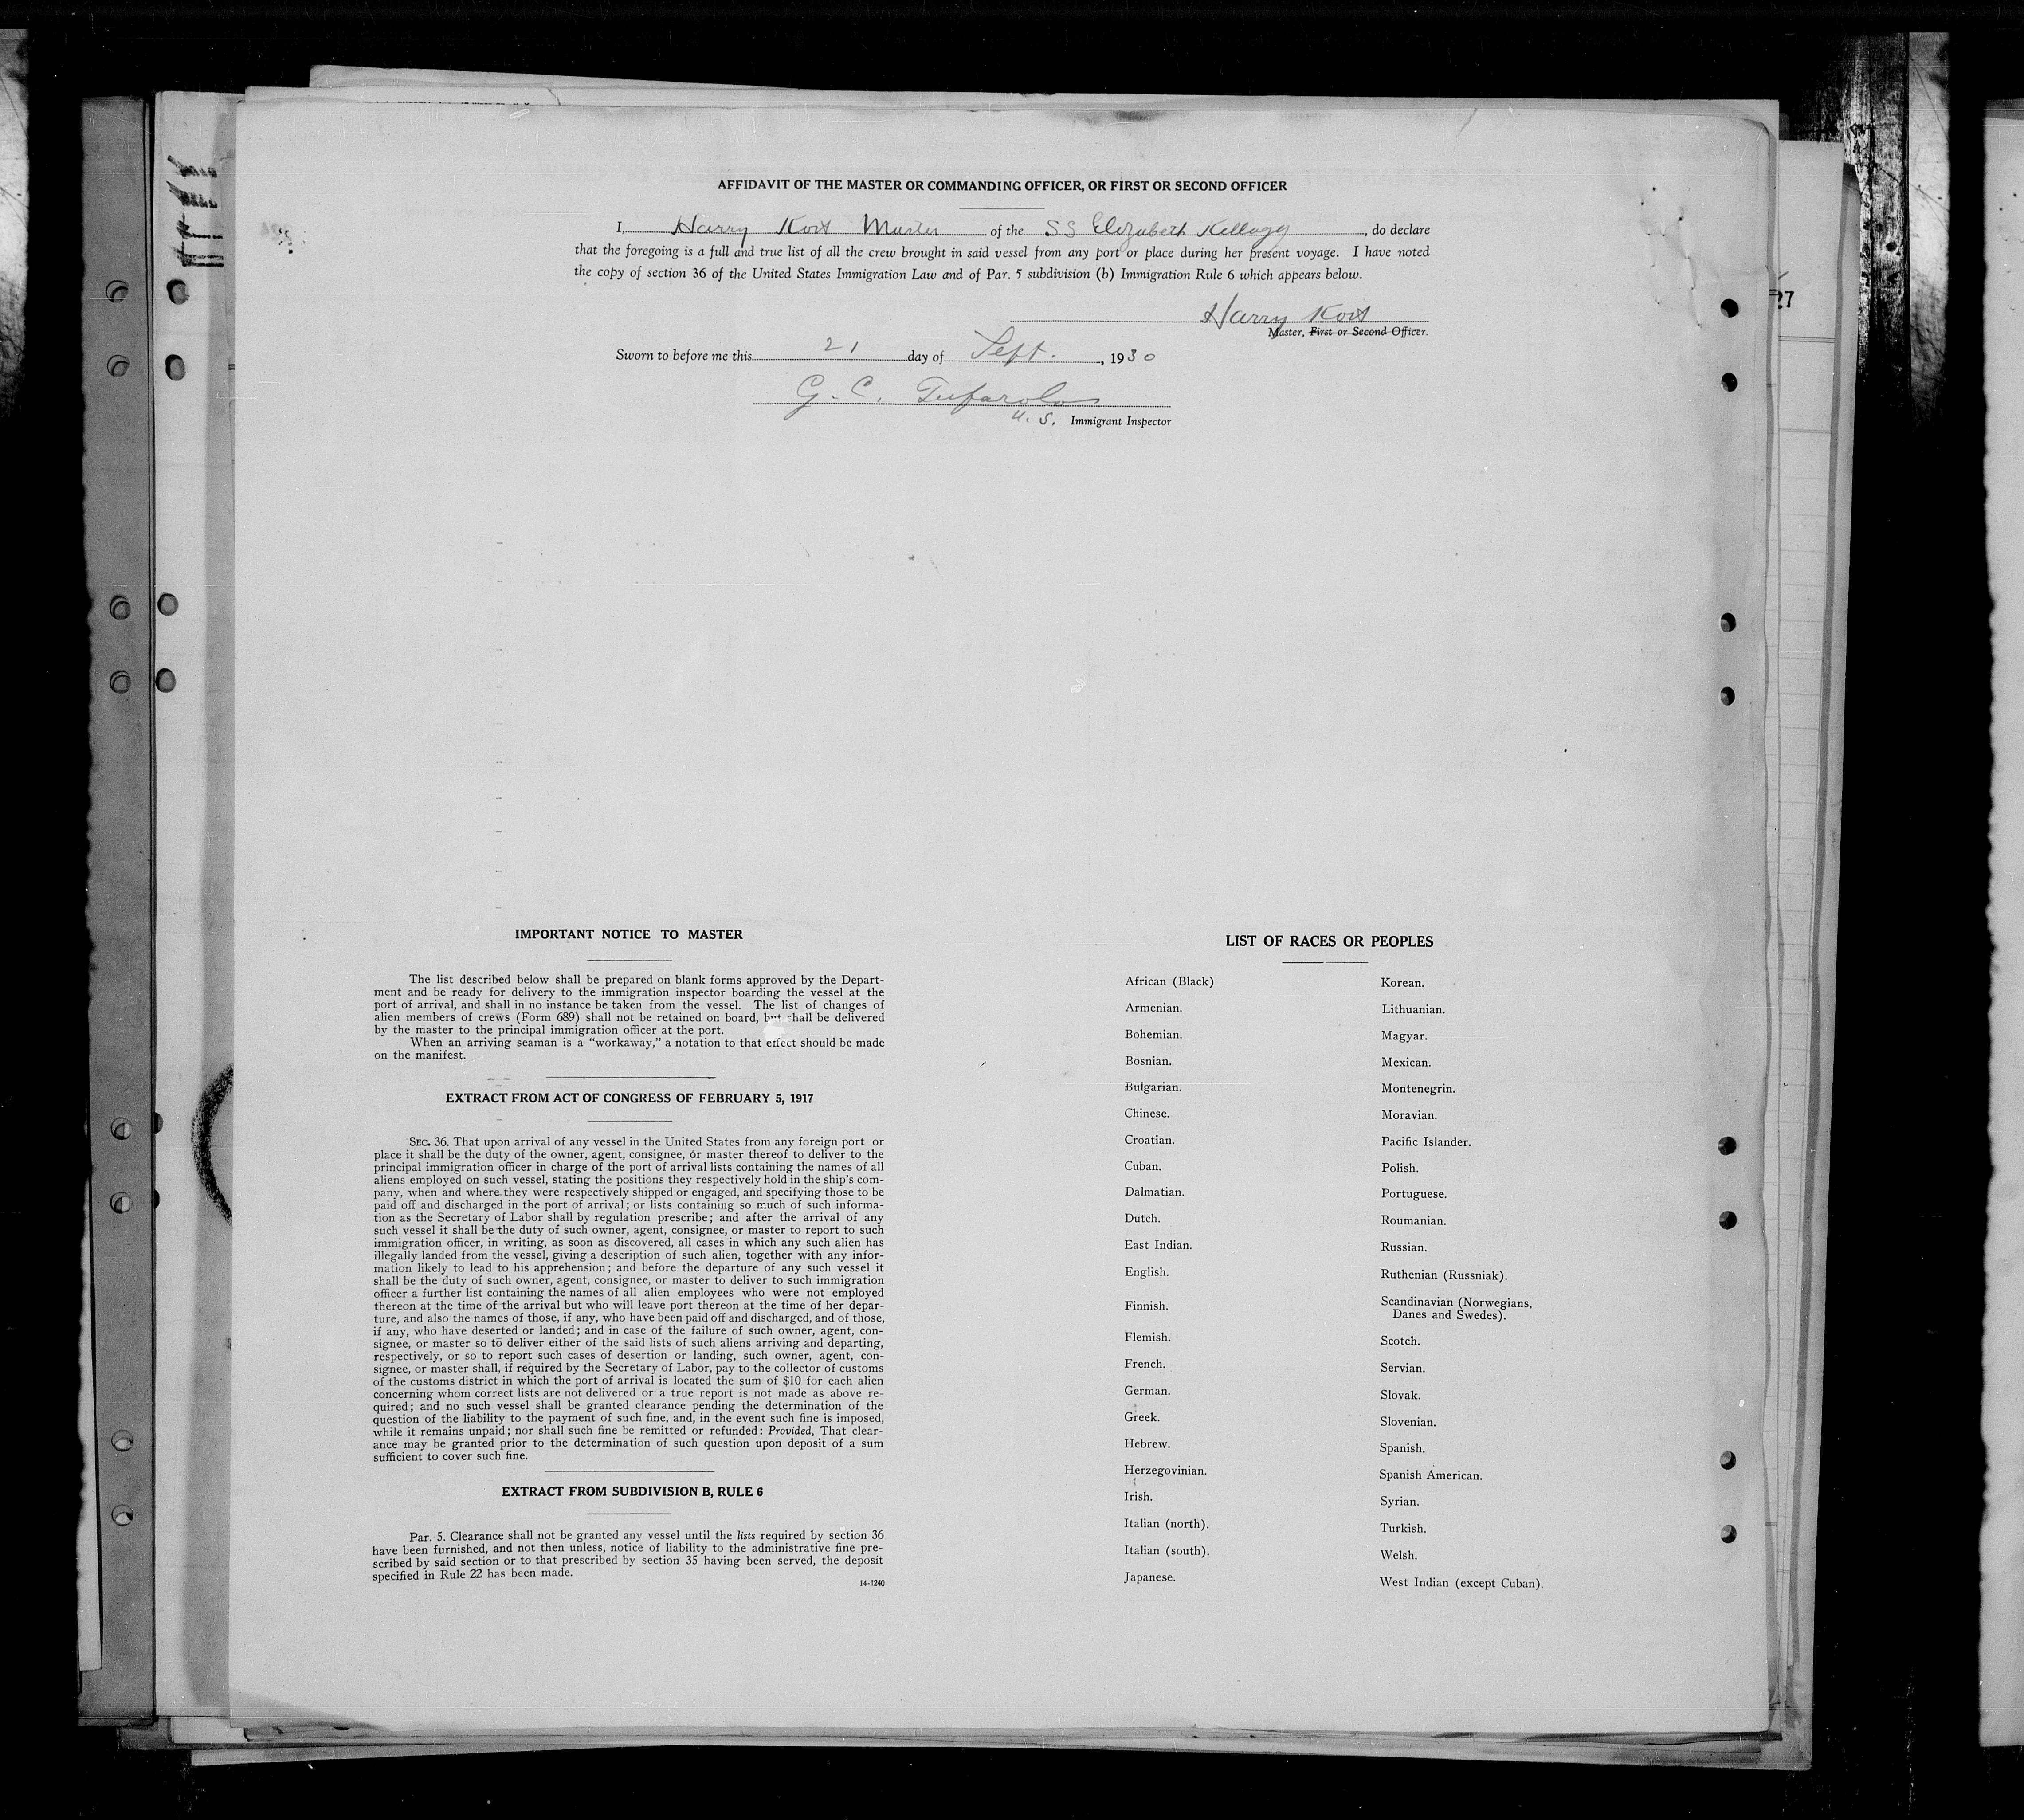 AFFIDAVIT OF THE MASTER OR COMMANDING OFFICER, OR FIRST OR SECOND OFFICER
I, Harry Master of the SS Elizabeth Kellogg, do declare
that the foregoing is a full and true list of all the crew brought in said vessel from any port or place during her present voyage. I have noted
the copy of section 36 of the United States Immigration Law and of Par. 5 subdivision (b) Immigration Rule 6 which appears below.
Harry
Master, First or Second Officer.
Sworn to before me this 21 day of Sept., 1930
G. C.
U. S. Immigrant Inspector
IMPORTANT NOTICE TO MASTER
The list described below shall be prepared on blank forms approved by the Depart-
ment and be ready for delivery to the immigration inspector boarding the vessel at the
port of arrival, and shall in no instance be taken from the vessel. The list of changes of
alien members of crews (Form 689) shall not be retained on board, but shall be delivered
by the master to the principal immigration officer at the port.
When an arriving seaman is a “workaway,” a notation to that effect should be made
on the manifest.
EXTRACT FROM ACT OF CONGRESS OF FEBRUARY 5, 1917
SEC. 36. That upon arrival of any vessel in the United States from any foreign port or
place it shall be the duty of the owner, agent, consignee, or master thereof to deliver to the
principal immigration officer in charge of the port of arrival lists containing the names of all
aliens employed on such vessel, stating the positions they respectively hold in the ship's com-
pany, when and where they were respectively shipped or engaged, and specifying those to be
paid off and discharged in the port of arrival; or lists containing so much of such informa-
tion as the Secretary of Labor shall by regulation prescribe; and after the arrival of any
such vessel it shall be the duty of such owner, agent, consignee, or master to report to such
immigration officer, in writing, as soon as discovered, all cases in which any such alien has
illegally landed from the vessel, giving a description of such alien, together with any infor-
mation likely to lead to his apprehension; and before the departure of any such vessel it
shall be the duty of such owner, agent, consignee, or master to deliver to such immigration
officer a further list containing the names of all alien employees who were not employed
thereon at the time of the arrival but who will leave port thereon at the time of her depar-
ture, and also the names of those, if any, who have been paid off and discharged, and of those,
if any, who have deserted or landed; and in case of the failure of such owner, agent, con-
signee, or master so to deliver either of the said lists of such aliens arriving and departing,
respectively, or so to report such cases of desertion or landing, such owner, agent, con-
signee, or master shall, if required by the Secretary of Labor, pay to the collector of customs
of the customs district in which the port of arrival is located the sum of $10 for each alien
concerning whom correct lists are not delivered or a true report is not made as above re-
quired; and no such vessel shall be granted clearance pending the determination of the
question of the liability to the payment of such fine, and, in the event such fine is imposed,
while it remains unpaid; nor shall such fine be remitted or refunded: Provided, That clear-
ance may be granted prior to the determination of such question upon deposit of a sum
sufficient to cover such fine.
EXTRACT FROM SUBDIVISION B, RULE 6
Par. 5. Clearance shall not be granted any vessel until the lists required by section 36
have been furnished, and not then unless, notice of liability to the administrative fine pre-
scribed by said section or to that prescribed by section 35 having been served, the deposit
specified in Rule 22 has been made.
14-1240
LIST OF RACES OR PEOPLES
African (Black)
Armenian.
Bohemian.
Bosnian.
Bulgarian.
Chinese.
Croatian.
Cuban.
Dalmatian.
Dutch.
East Indian.
English.
Finnish.
Flemish.
French.
German.
Greek.
Hebrew.
Herzegovinian.
Irish.
Italian (north).
Italian (south).
Japanese.
Korean.
Lithuanian.
Magyar.
Mexican.
Montenegrin.
Moravian.
Pacific Islander.
Polish.
Portuguese.
Roumanian.
Russian.
Ruthenian (Russniak).
Scandinavian (Norwegians,
Danes and Swedes).
Scotch.
Servian.
Slovak.
Slovenian.
Spanish.
Spanish American.
Syrian.
Turkish.
Welsh.
West Indian (except Cuban).